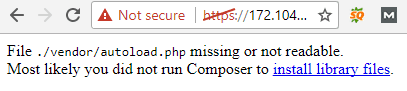 Not secure | https://172.104...
File ./vendor/autoload.php missing or not readable.
Most likely you did not run Composer to install library files.